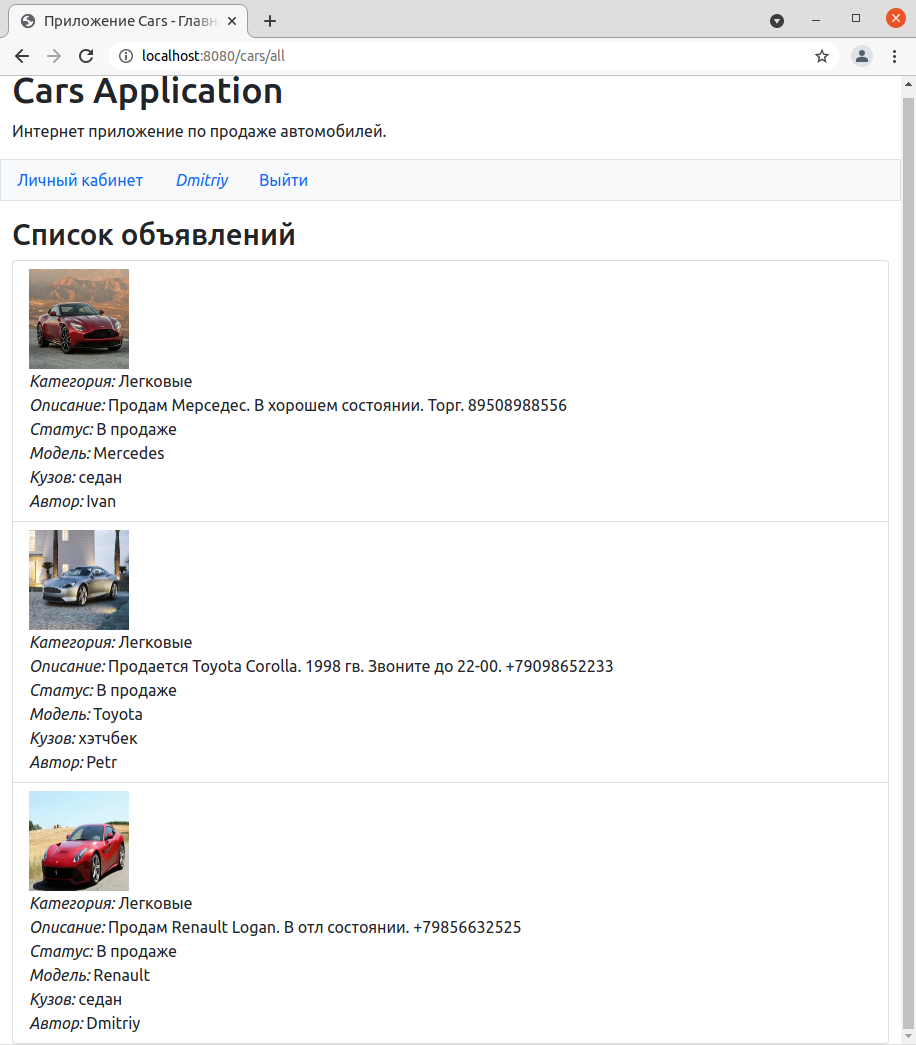 Приложение Cars - Главн
localhost:8080/cars/all
Cars Application
Интернет приложение по продаже автомобилей.
Личный кабинет Dmitriy Выйти
Список объявлений
Категория: Легковые
Описание: Продам Мерседес. В хорошем состоянии. Торг. 89508988556
Статус: В продаже
Модель: Mercedes
Кузов: седан
Автор: Ivan
Категория: Легковые
Описание: Продается Toyota Corolla. 1998 гв. Звоните до 22-00. +79098652233
Статус: В продаже
Модель: Toyota
Кузов: хэтчбек
Автор: Petr
Категория: Легковые
Описание: Продам Renault Logan. В отл состоянии. +79856632525
Статус: В продаже
Модель: Renault
Кузов: седан
Автор: Dmitriy